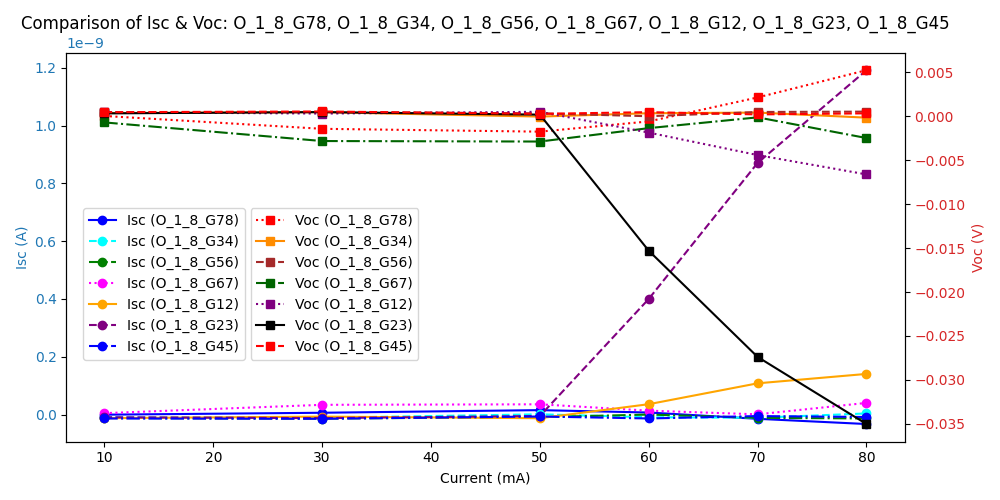 Comparison of Isc & Voc: O_1_8_G78, O_1_8_G34, O_1_8_G56, O_1_8_G67, O_1_8_G12, O_1_8_G23, O_1_8_G45
1e−9
1.2
1.0
0.8
0.6
0.4
0.2
0.0
Isc (A)
Isc (O_1_8_G78)
Isc (O_1_8_G34)
Isc (O_1_8_G56)
Isc (O_1_8_G67)
Isc (O_1_8_G12)
Isc (O_1_8_G23)
Isc (O_1_8_G45)
Voc (O_1_8_G78)
Voc (O_1_8_G34)
Voc (O_1_8_G56)
Voc (O_1_8_G67)
Voc (O_1_8_G12)
Voc (O_1_8_G23)
Voc (O_1_8_G45)
0.005
0.000
−0.005
−0.010
−0.015
−0.020
−0.025
−0.030
−0.035
Voc (V)
10 20 30 40 50 60 70 80
Current (mA)